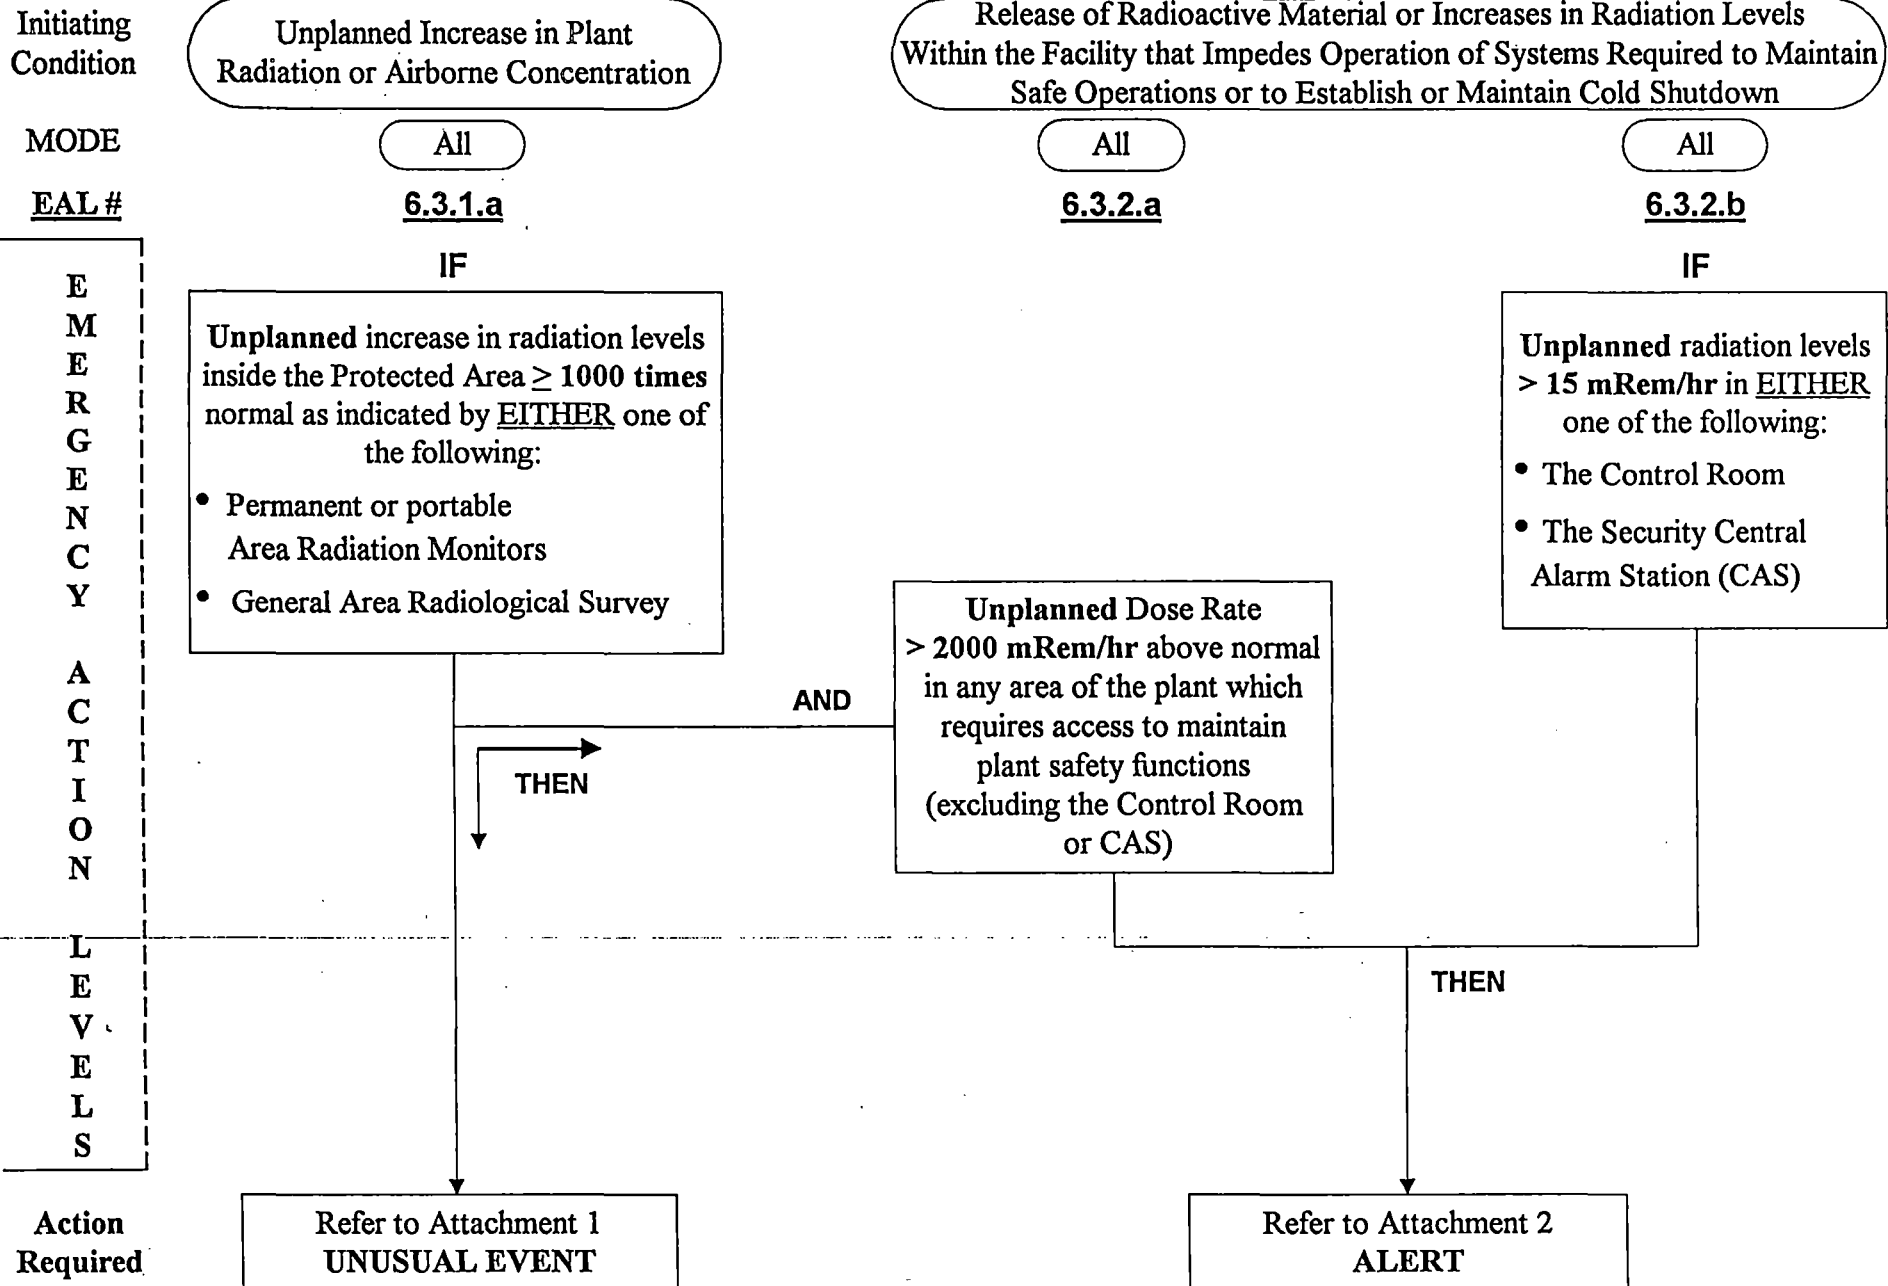 Initiating
Condition
Unplanned Increase in Plant
Radiation or Airborne Concentration
Release of Radioactive Material or Increases in Radiation Levels
Within the Facility that Impedes Operation of Systems Required to Maintain
Safe Operations or to Establish or Maintain Cold Shutdown
MODE
All
All
All
EAL #
6.3.1.a
6.3.2.a
6.3.2.b
EMERGENCY ACTION LEVELS
IF
Unplanned increase in radiation levels
inside the Protected Area ≥ 1000 times
normal as indicated by EITHER one of
the following:
• Permanent or portable
Area Radiation Monitors
• General Area Radiological Survey
AND
THEN
Unplanned Dose Rate
> 2000 mRem/hr above normal
in any area of the plant which
requires access to maintain
plant safety functions
(excluding the Control Room
or CAS)
IF
Unplanned radiation levels
> 15 mRem/hr in EITHER
one of the following:
• The Control Room
• The Security Central
Alarm Station (CAS)
THEN
Action
Required
Refer to Attachment 1
UNUSUAL EVENT
Refer to Attachment 2
ALERT